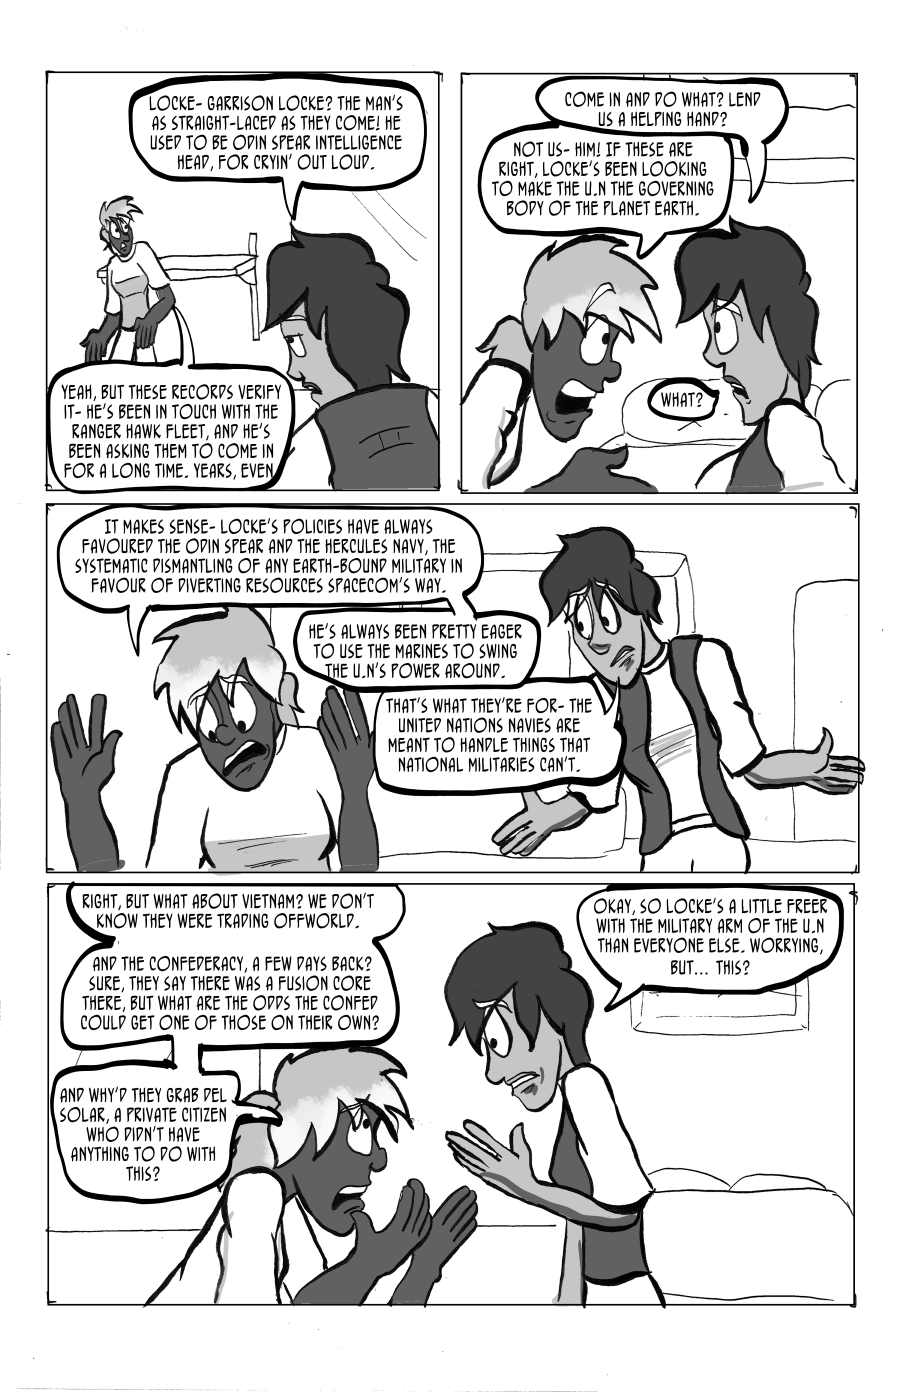 LOCKE- GARRISON LOCKE? THE MAN'S
AS STRAIGHT-LACED AS THEY COME! HE
USED TO BE ODIN SPEAR INTELLIGENCE
HEAD, FOR CRYIN' OUT LOUD.
YEAH, BUT THESE RECORDS VERIFY
IT- HE'S BEEN IN TOUCH WITH THE
RANGER HAWK FLEET, AND HE'S
BEEN ASKING THEM TO COME IN
FOR A LONG TIME. YEARS, EVEN
COME IN AND DO WHAT? LEND
US A HELPING HAND?
NOT US- HIM! IF THESE ARE
RIGHT, LOCKE'S BEEN LOOKING
TO MAKE THE U.N THE GOVERNING
BODY OF THE PLANET EARTH.
WHAT?
IT MAKES SENSE- LOCKE'S POLICIES HAVE ALWAYS
FAVOURED THE ODIN SPEAR AND THE HERCULES NAVY, THE
SYSTEMATIC DISMANTLING OF ANY EARTH-BOUND MILITARY IN
FAVOUR OF DIVERTING RESOURCES SPACECOM'S WAY.
HE'S ALWAYS BEEN PRETTY EAGER
TO USE THE MARINES TO SWING
THE U.N'S POWER AROUND.
THAT'S WHAT THEY'RE FOR- THE
UNITED NATIONS NAVIES ARE
MEANT TO HANDLE THINGS THAT
NATIONAL MILITARIES CAN'T.
RIGHT, BUT WHAT ABOUT VIETNAM? WE DON'T
KNOW THEY WERE TRADING OFFWORLD.
AND THE CONFEDERACY, A FEW DAYS BACK?
SURE, THEY SAY THERE WAS A FUSION CORE
THERE, BUT WHAT ARE THE ODDS THE CONFED
COULD GET ONE OF THOSE ON THEIR OWN?
AND WHY'D THEY GRAB DEL
SOLAR, A PRIVATE CITIZEN
WHO DIDN'T HAVE
ANYTHING TO DO WITH
THIS?
OKAY, SO LOCKE'S A LITTLE FREER
WITH THE MILITARY ARM OF THE U.N
THAN EVERYONE ELSE. WORRYING,
BUT... THIS?